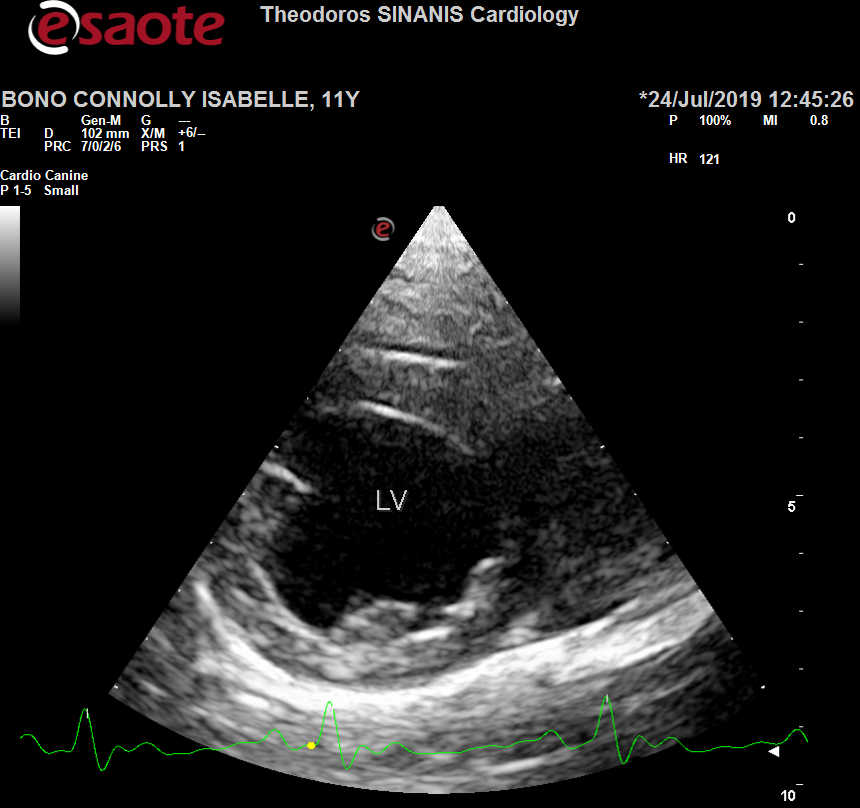 esaote
Theodoros SINANIS Cardiology
BONO CONNOLLY ISABELLE, 11Y *24/Jul/2019 12:45:26
B Gen-M G --- P 100% MI 0.8
TEI D 102 mm X/M +6/--
PRC 7/0/2/6 PRS 1
HR 121
Cardio Canine
P 1-5 Small
e
0
LV
5
10